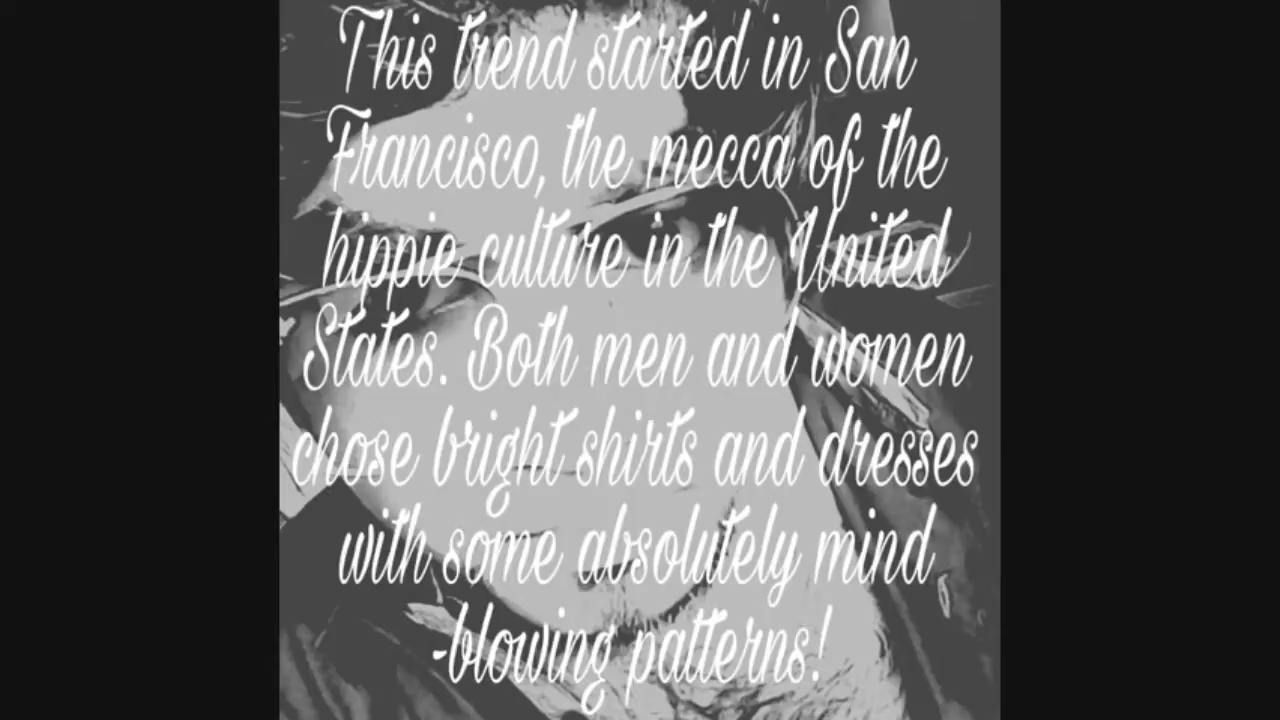 This trend started in San
Francisco, the mecca of the
hippie culture in the United
States. Both men and women
chose bright shirts and dresses
with some absolutely mind
-blowing patterns!